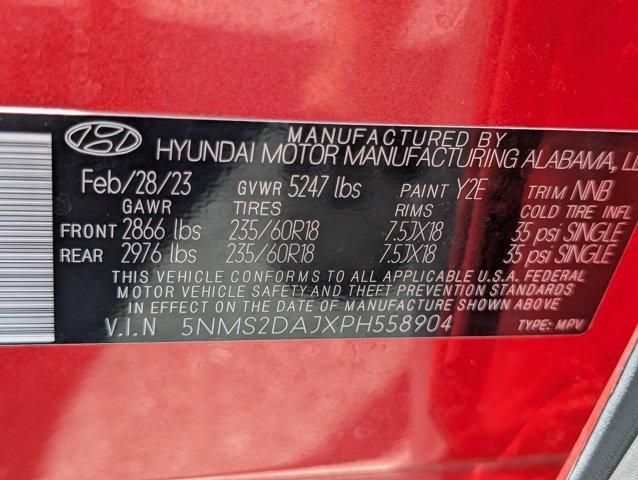 MANUFACTURED BY
HYUNDAI MOTOR MANUFACTURING ALABAMA, LL
Feb/28/23 GVWR 5247 lbs PAINT Y2E TRIM NNB
GAWR TIRES RIMS COLD TIRE INFL
FRONT 2866 lbs 235/60R18 7.5JX18 35 psi SINGLE
REAR 2976 lbs 235/60R18 7.5JX18 35 psi SINGLE
THIS VEHICLE CONFORMS TO ALL APPLICABLE U.S.A. FEDERAL
MOTOR VEHICLE SAFETY AND THEFT PREVENTION STANDARDS
IN EFFECT ON THE DATE OF MANUFACTURE SHOWN ABOVE
V.I.N 5NMS2DAJXPH558904 TYPE: MPV